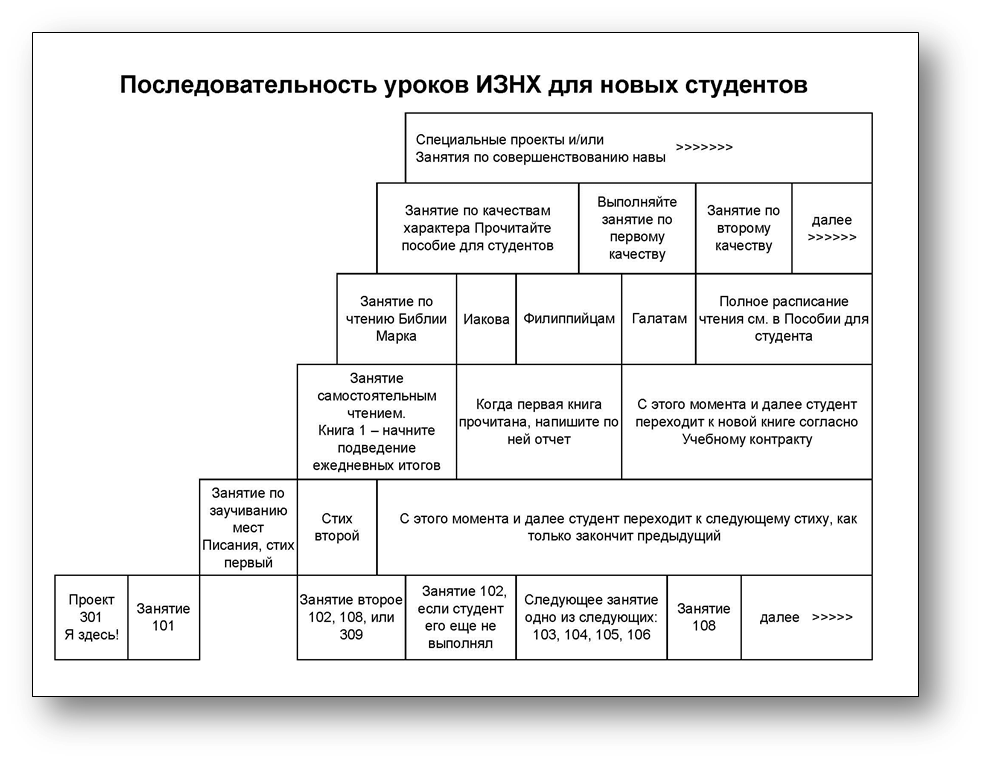 Последовательность уроков ИЗНХ для новых студентов
Специальные проекты и/или
Занятия по совершенствованию навы
>>>>>>>
Занятие по качествам
характера Прочитайте
пособие для студентов
Выполняйте
занятие по
первому
качеству
Занятие по
второму
качеству
далее
>>>>>>
Занятие по
чтению Библии
Марка
Иакова
Филиппийцам
Галатам
Полное расписание
чтения см. в Пособии для
студента
Занятие
самостоятельным
чтением.
Книга 1 – начните
подведение
ежедневных итогов
Когда первая книга
прочитана, напишите по
ней отчет
С этого момента и далее студент
переходит к новой книге согласно
Учебному контракту
Занятие по
заучиванию
мест
Писания, стих
первый
Стих
второй
С этого момента и далее студент переходит к следующему стиху, как
только закончит предыдущий
Проект
301
Я здесь!
Занятие
101
Занятие второе
102, 108, или
309
Занятие 102,
если студент
его еще не
выполнял
Следующее занятие
одно из следующих:
103, 104, 105, 106
Занятие
108
далее >>>>>